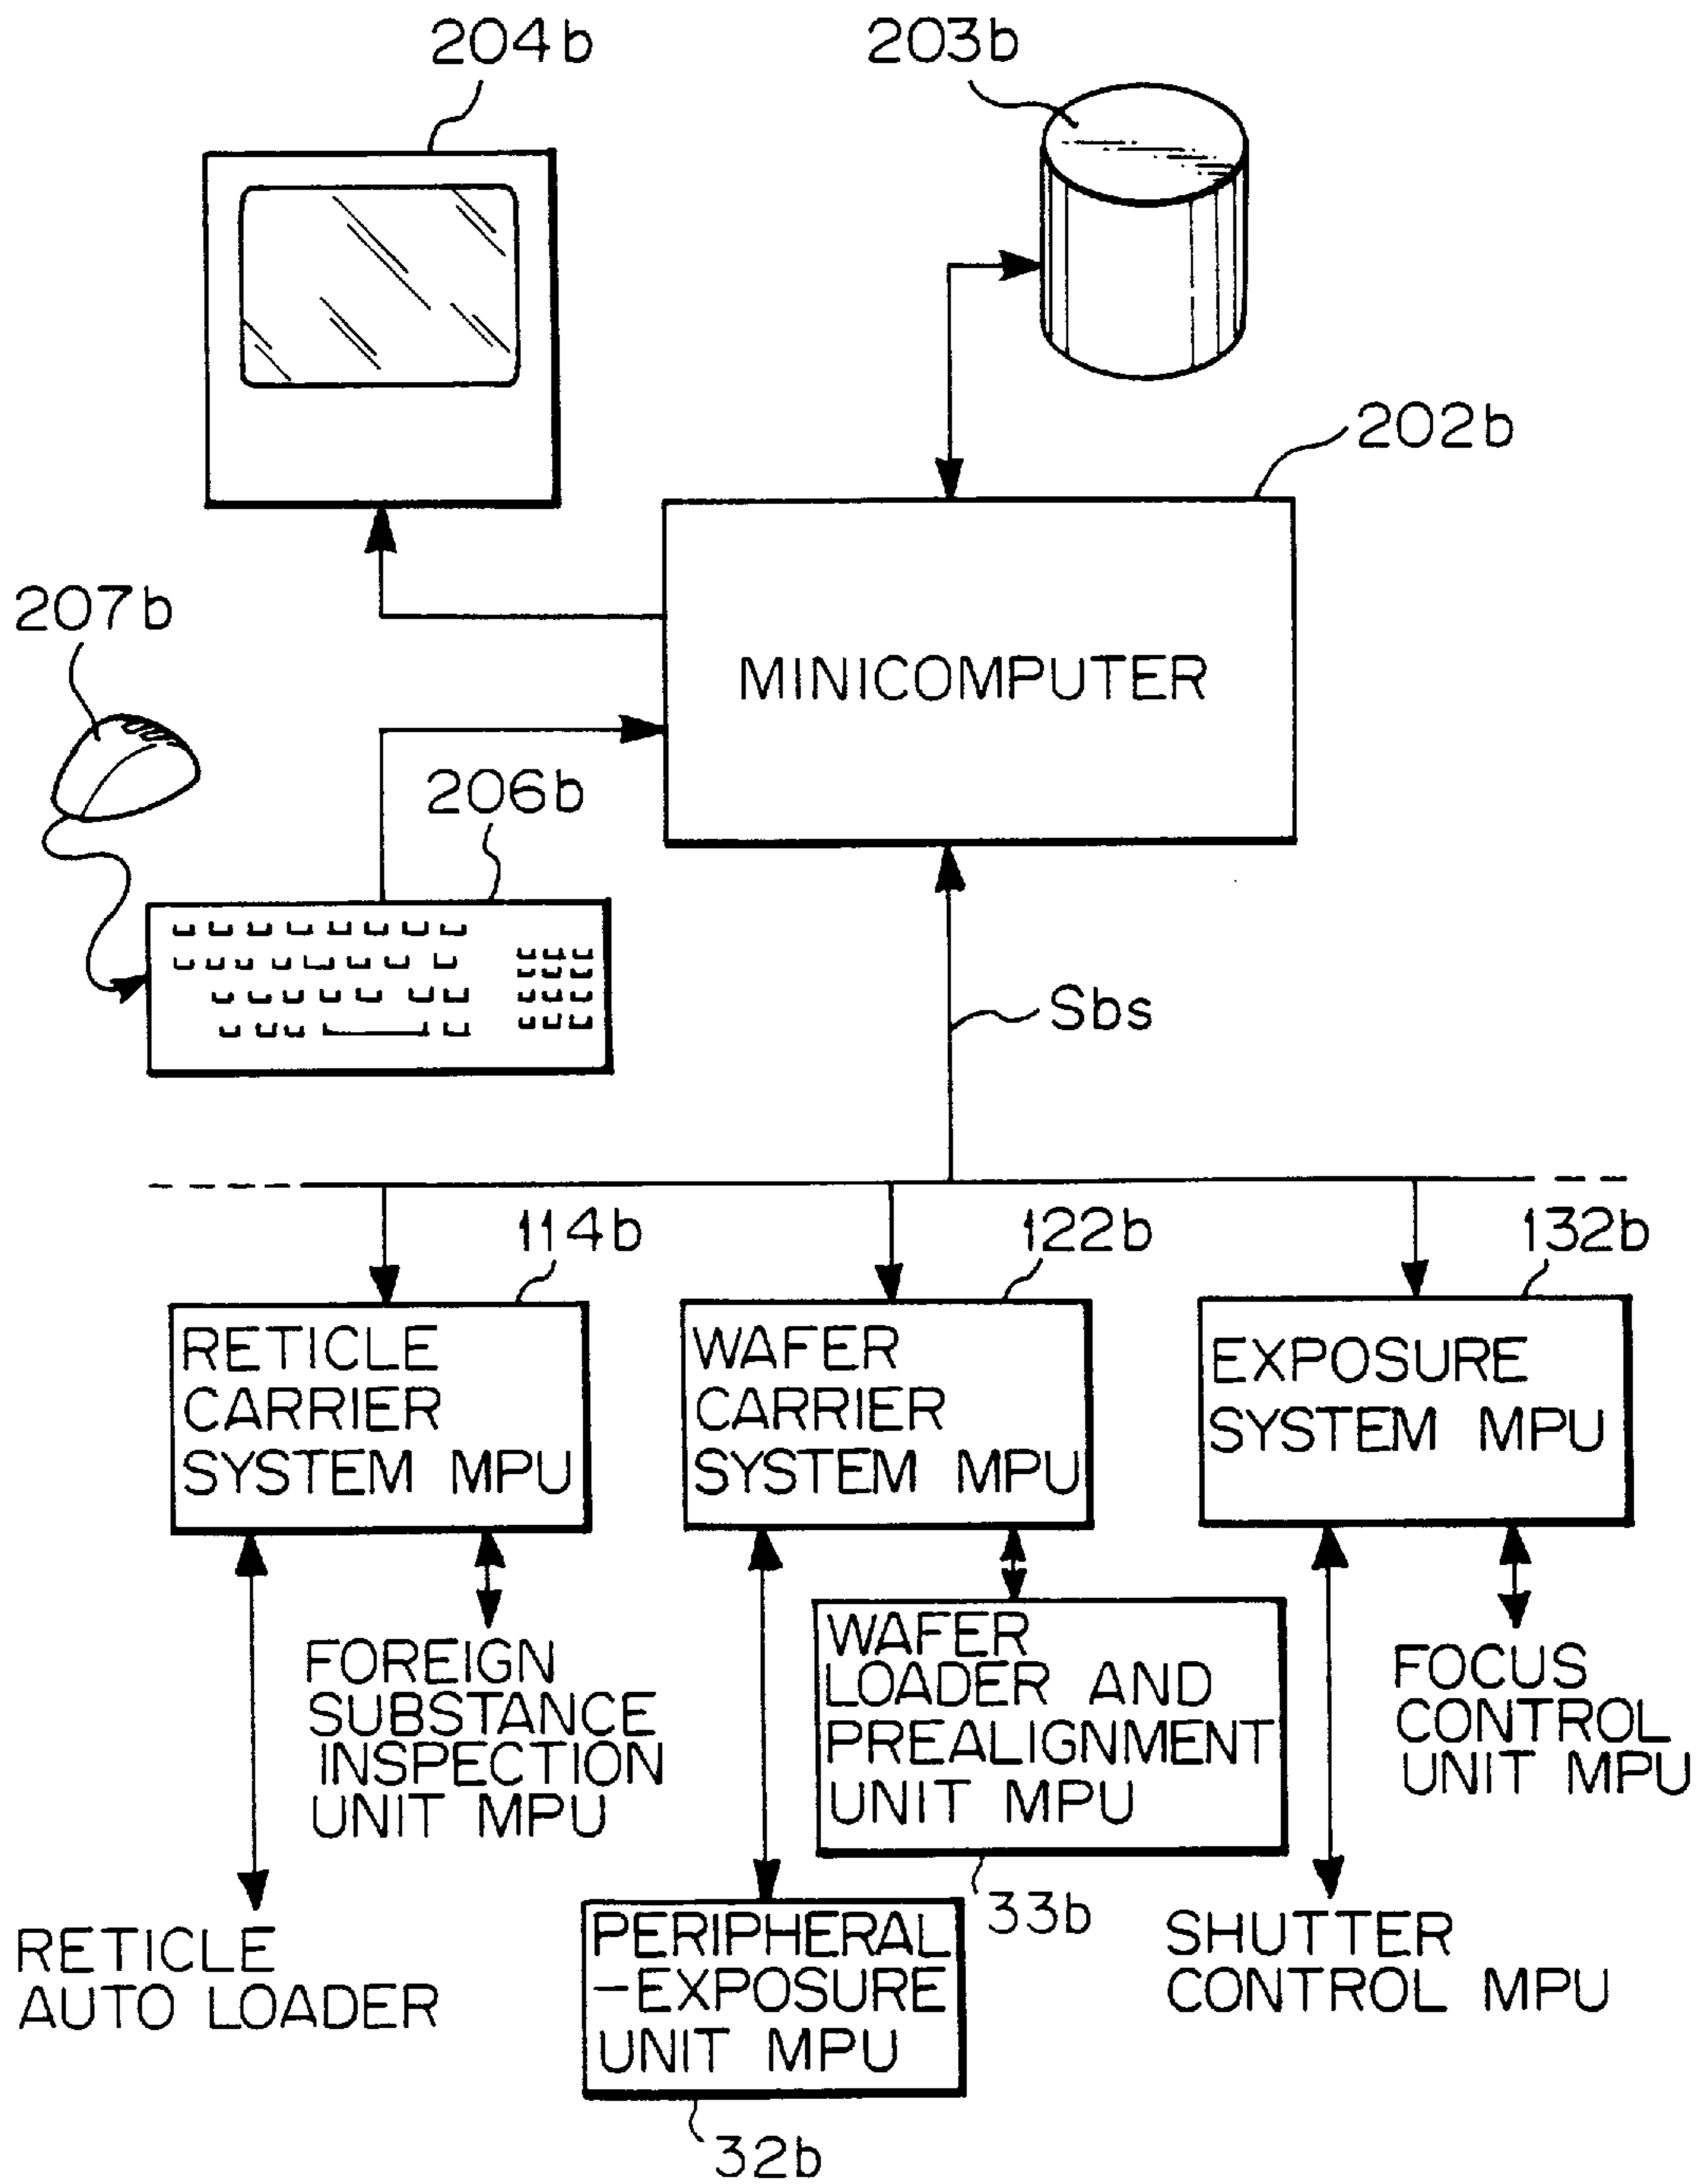 204b
203b
202b
207b
MINICOMPUTER
206b
Sbs
114b
122b
132b
RETICLE
CARRIER
SYSTEM MPU
WAFER
CARRIER
SYSTEM MPU
EXPOSURE
SYSTEM MPU
FOREIGN
SUBSTANCE
INSPECTION
UNIT MPU
WAFER
LOADER AND
PREALIGNMENT
UNIT MPU
FOCUS
CONTROL
UNIT MPU
33b
RETICLE
AUTO LOADER
PERIPHERAL
-EXPOSURE
UNIT MPU
SHUTTER
CONTROL MPU
32b